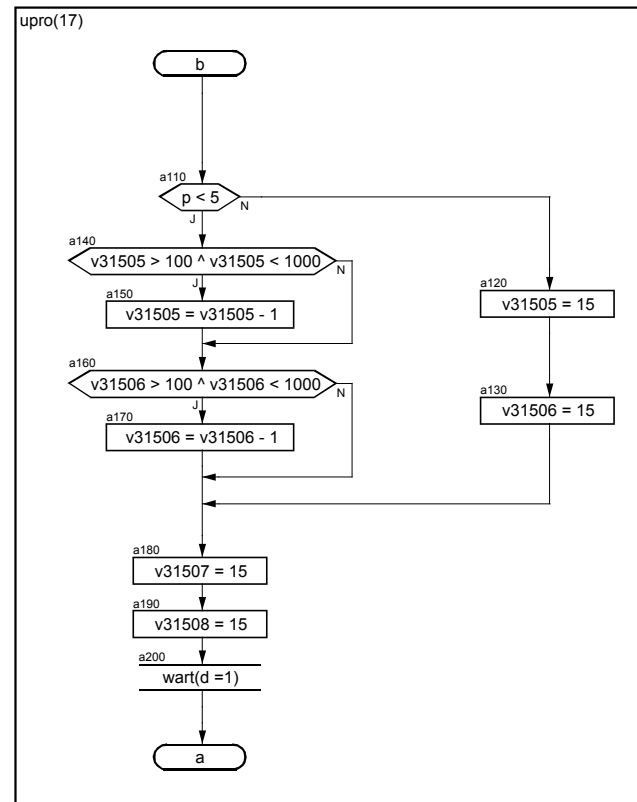 upro(17)
b
a110
p < 5
N
J
a140
v31505 > 100 ^ v31505 < 1000
N
J
a120
v31505 = 15
a150
v31505 = v31505 - 1
a160
v31506 > 100 ^ v31506 < 1000
N
J
a130
v31506 = 15
a170
v31506 = v31506 - 1
a180
v31507 = 15
a190
v31508 = 15
a200
wart(d =1)
a